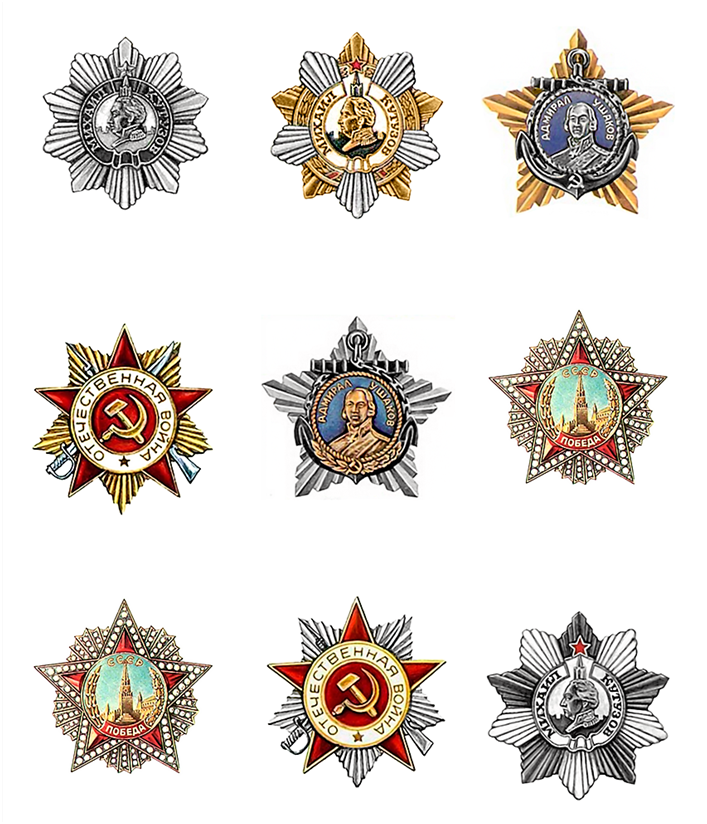 МИХАИЛ КУТУЗОВ
МИХАИЛ КУТУЗОВ
АДМИРАЛ УШАКОВ
ОТЕЧЕСТВЕННАЯ ВОЙНА
АДМИРАЛ УШАКОВ
СССР
ПОБЕДА
СССР
ПОБЕДА
ОТЕЧЕСТВЕННАЯ ВОЙНА
МИХАИЛ КУТУЗОВ